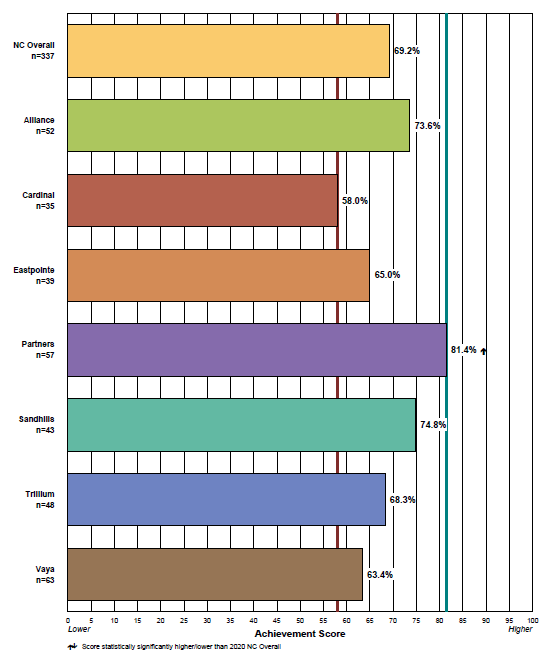 NC Overall
n=337
69.2%
Alliance
n=52
73.6%
Cardinal
n=35
58.0%
Eastpointe
n=39
65.0%
Partners
n=57
81.4%
Sandhills
n=43
74.8%
Trillium
n=48
68.3%
Vaya
n=63
63.4%
0 5 10 15 20 25 30 35 40 45 50 55 60 65 70 75 80 85 90 95 100
Lower Higher
Achievement Score
Score statistically significantly higher/lower than 2020 NC Overall